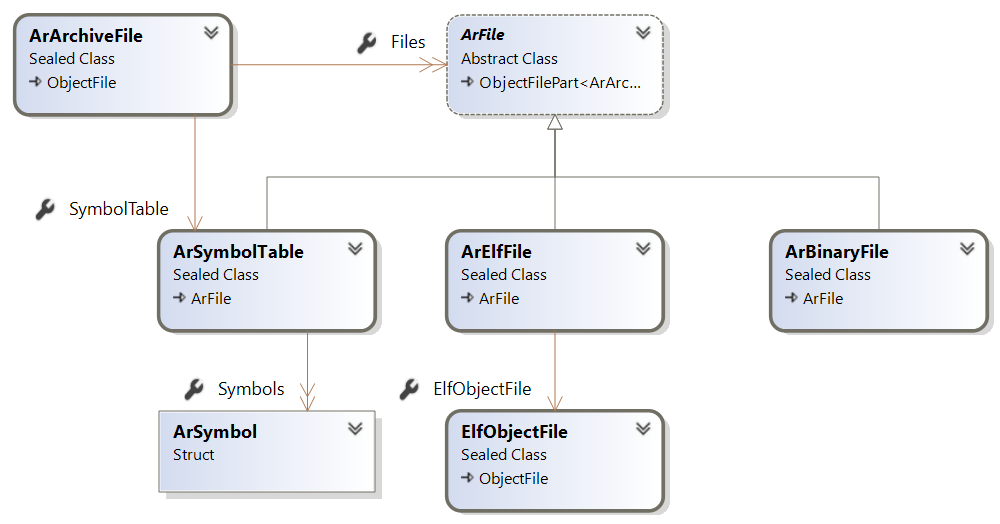 ArArchiveFile
Sealed Class
ObjectFile
Files
ArFile
Abstract Class
ObjectFilePart<ArArc...
SymbolTable
ArSymbolTable
Sealed Class
ArFile
ArElfFile
Sealed Class
ArFile
ArBinaryFile
Sealed Class
ArFile
Symbols
ElfObjectFile
ArSymbol
Struct
ElfObjectFile
Sealed Class
ObjectFile